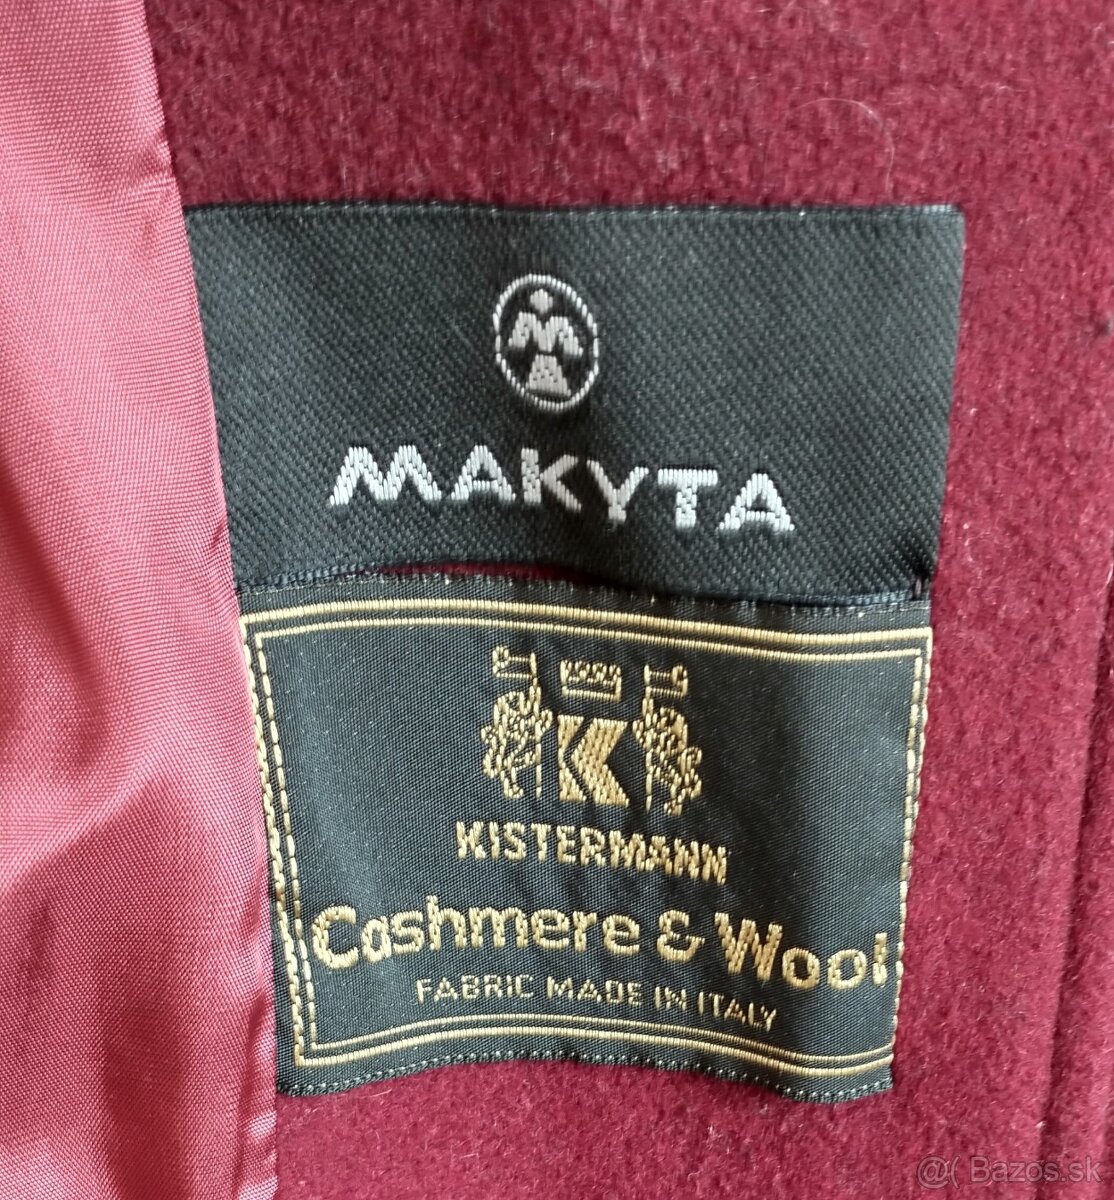 MAKYTA
K
KISTERMANN
Cashmere & Wool
FABRIC MADE IN ITALY
@( Bazos.sk